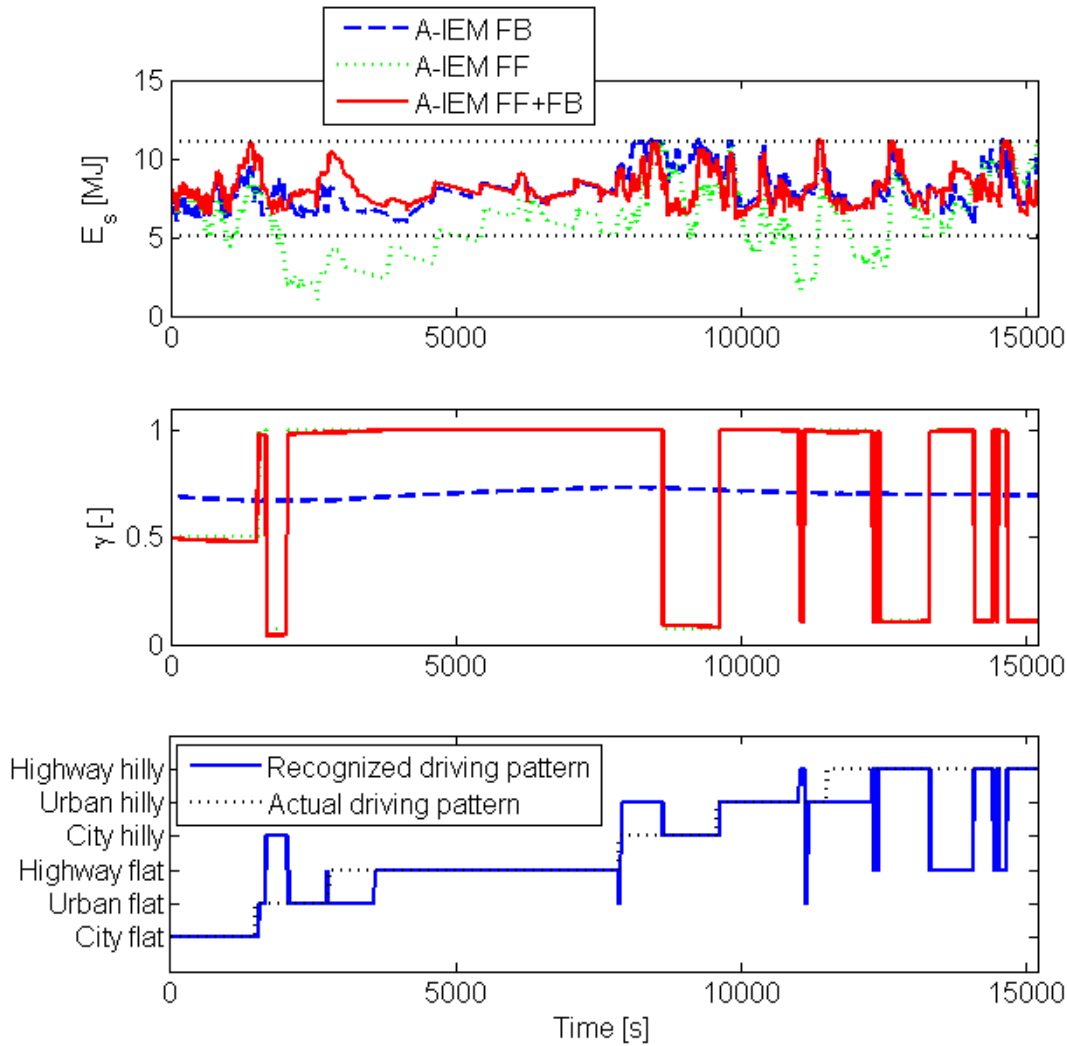 A-IEM FB
A-IEM FF
A-IEM FF+FB
15
10
5
0
E_s [MJ]
0 5000 10000 15000
1
0.5
0
γ [-]
0 5000 10000 15000
Recognized driving pattern
Actual driving pattern
Highway hilly
Urban hilly
City hilly
Highway flat
Urban flat
City flat
0 5000 10000 15000
Time [s]